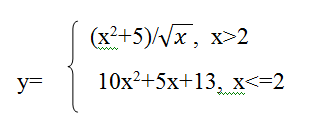 (x²+5)/√x , x>2
y=
10x²+5x+13, x<=2